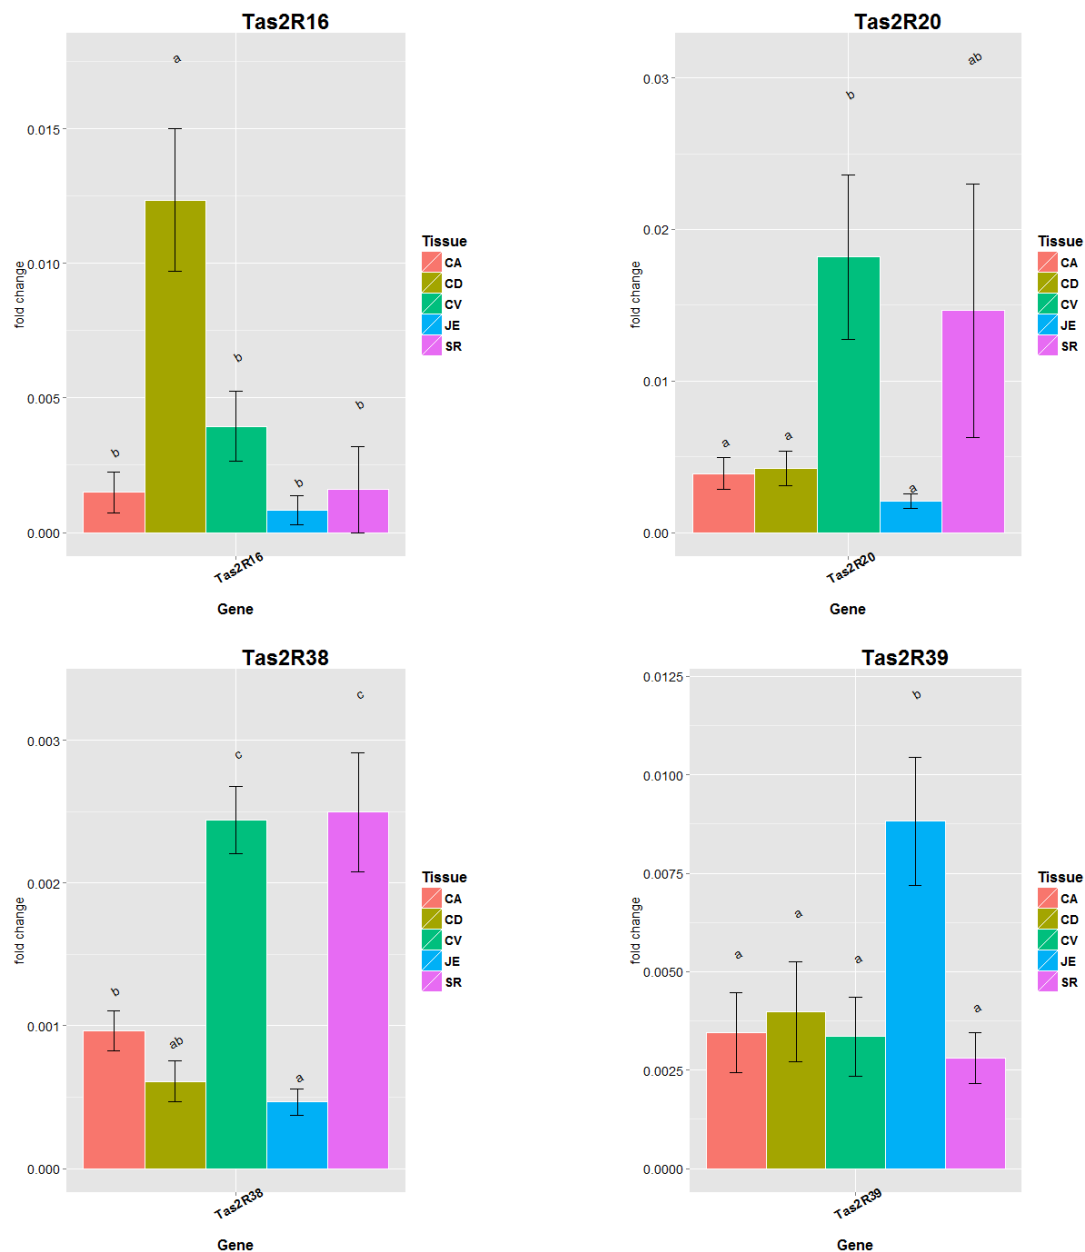 Tas2R16
a
0.015
0.010
0.005
0.000
b
b
b
b
fold change
Tas2R16
Gene
Tissue
CA
CD
CV
JE
SR
Tas2R20
ab
b
0.03
0.02
0.01
0.00
a
a
a
fold change
Tas2R20
Gene
Tissue
CA
CD
CV
JE
SR
Tas2R38
c
c
0.003
0.002
0.001
0.000
b
ab
a
fold change
Tas2R38
Gene
Tissue
CA
CD
CV
JE
SR
Tas2R39
0.0125
0.0100
0.0075
0.0050
0.0025
0.0000
b
a
a
a
a
fold change
Tas2R39
Gene
Tissue
CA
CD
CV
JE
SR